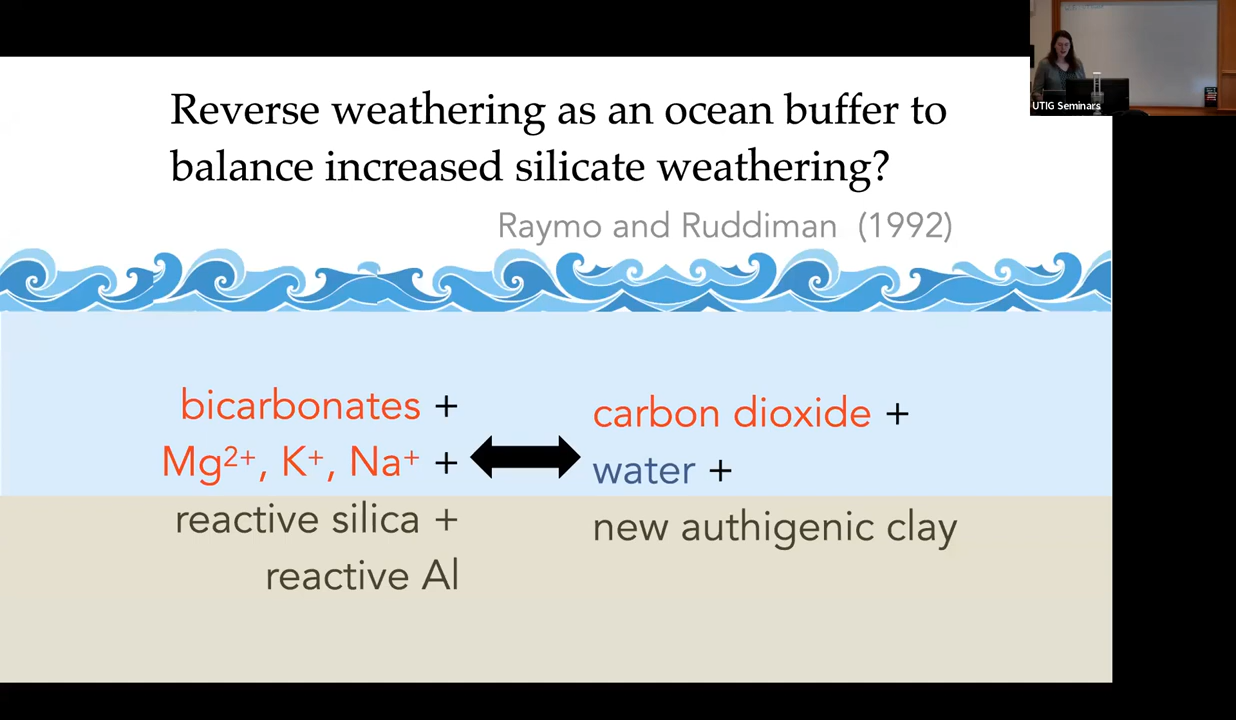 Reverse weathering as an ocean buffer to
balance increased silicate weathering?
Raymo and Ruddiman (1992)
bicarbonates +
Mg²⁺, K⁺, Na⁺ +
reactive silica +
reactive Al
carbon dioxide +
water +
new authigenic clay
UTIG Seminars